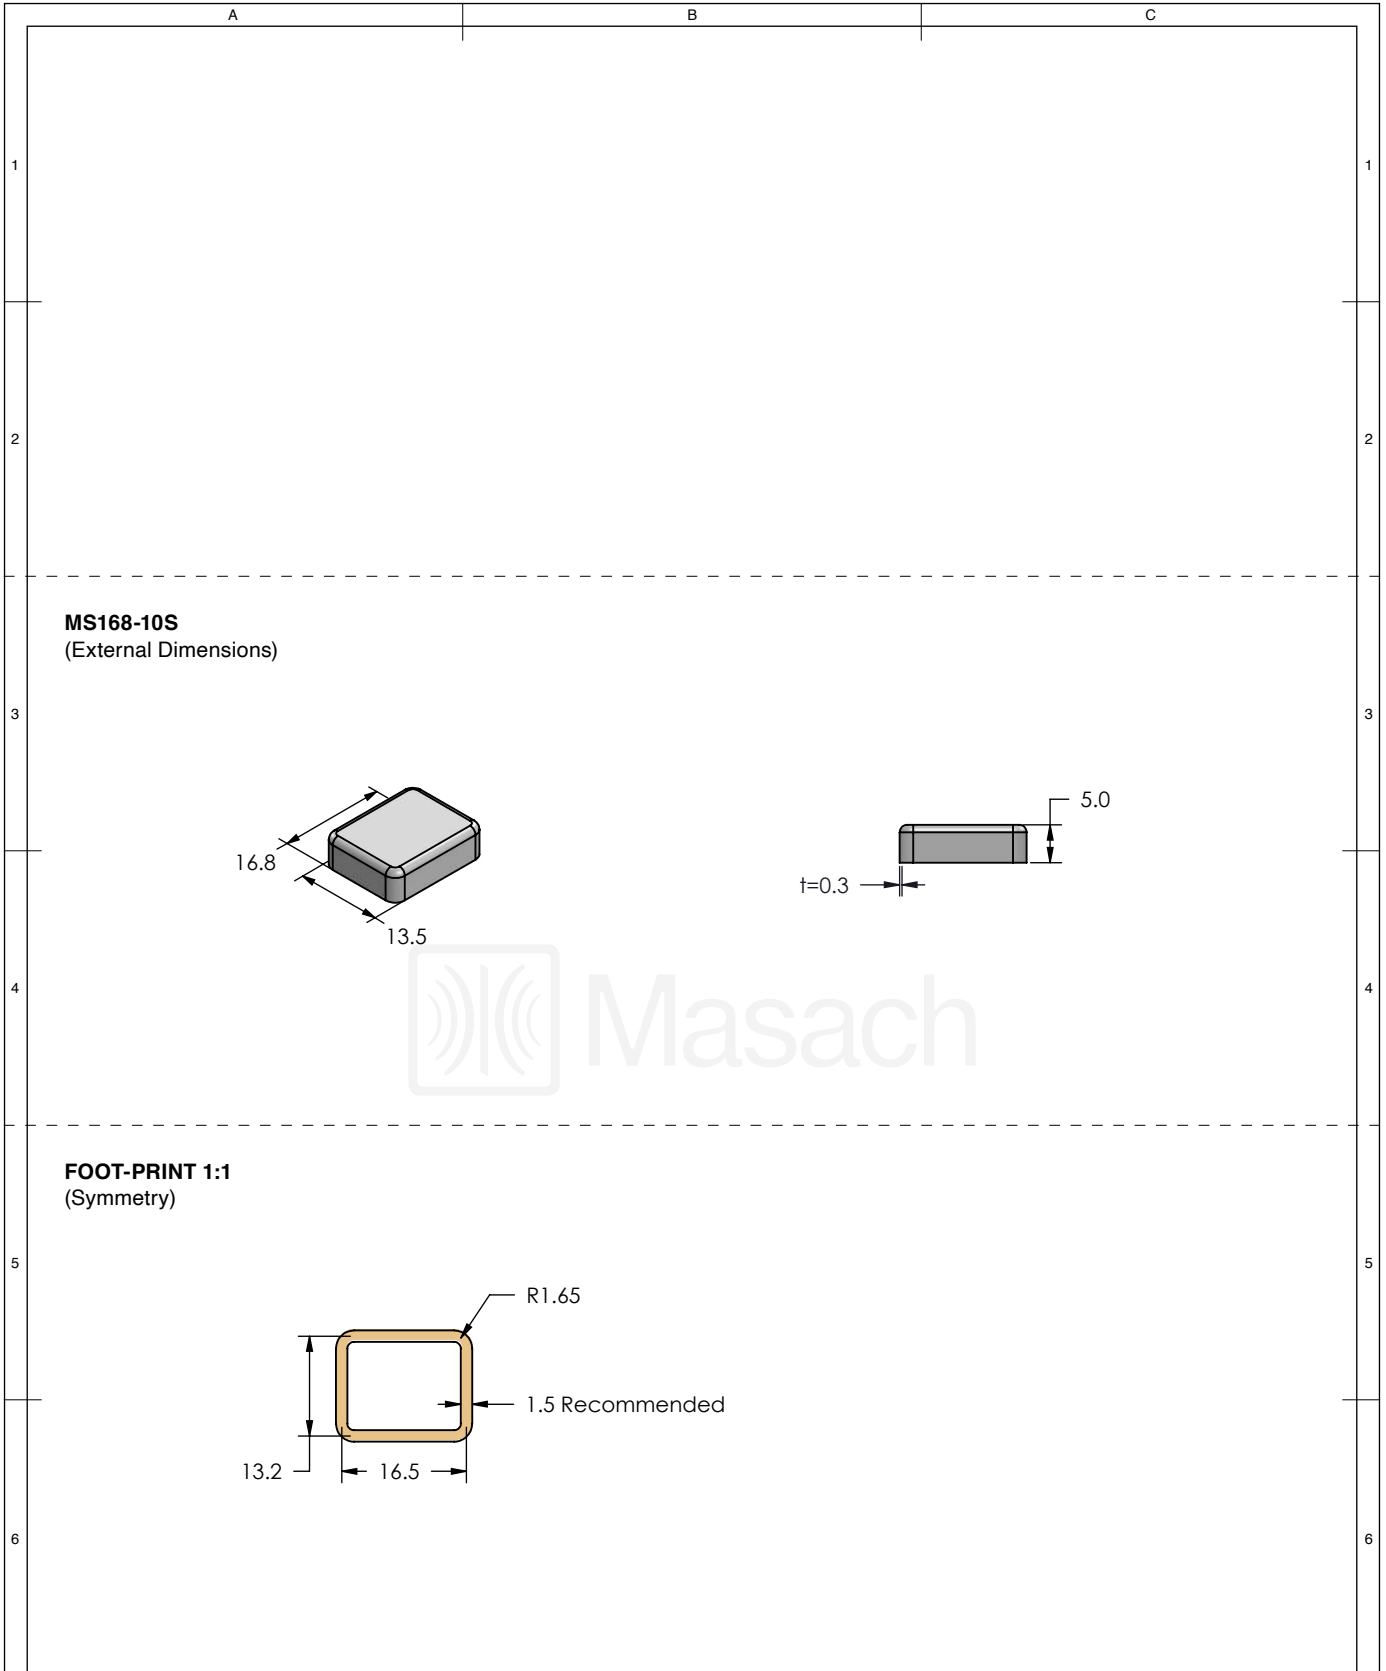 A B C
1 1
2 2
MS168-10S
(External Dimensions)
3 3
5.0
16.8
t=0.3
13.5
Masach
4 4
FOOT-PRINT 1:1
(Symmetry)
5 5
R1.65
1.5 Recommended
13.2 16.5
6 6